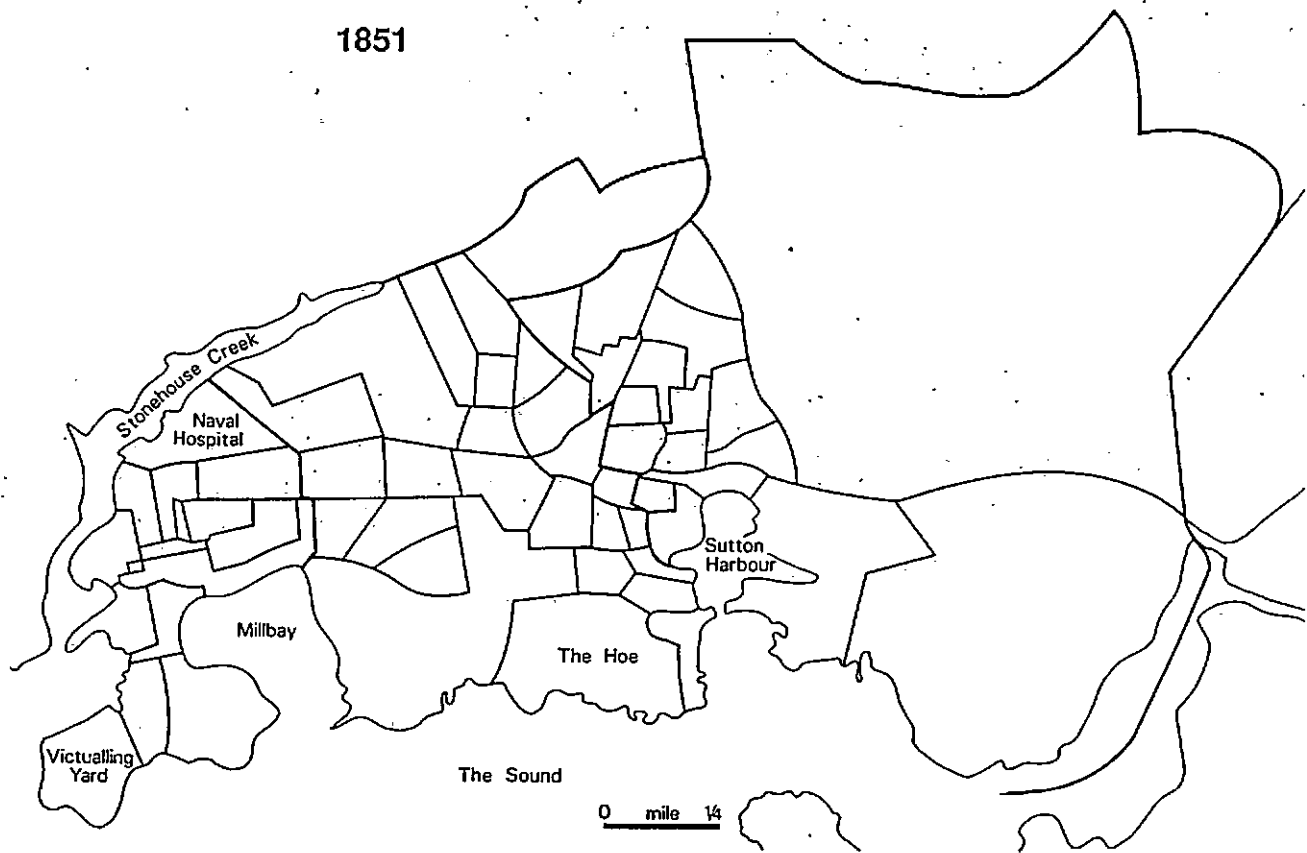 1851
Stonehouse Creek
Naval
Hospital
Sutton
Harbour
Millbay
The Hoe
Victualling
Yard
The Sound
0 mile ¼